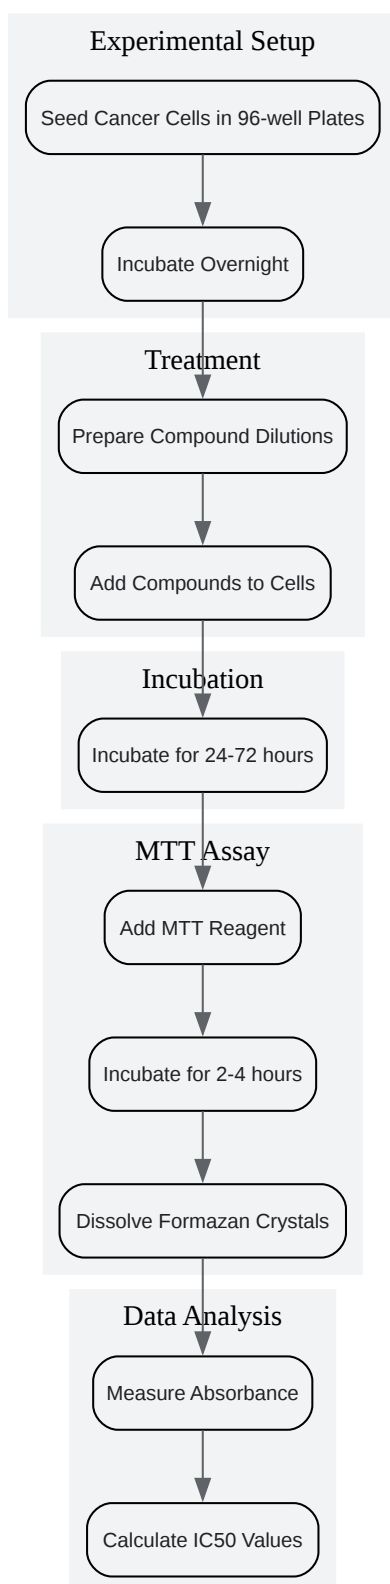 Experimental Setup
Seed Cancer Cells in 96-well Plates
Incubate Overnight
Treatment
Prepare Compound Dilutions
Add Compounds to Cells
Incubation
Incubate for 24-72 hours
MTT Assay
Add MTT Reagent
Incubate for 2-4 hours
Dissolve Formazan Crystals
Data Analysis
Measure Absorbance
Calculate IC50 Values